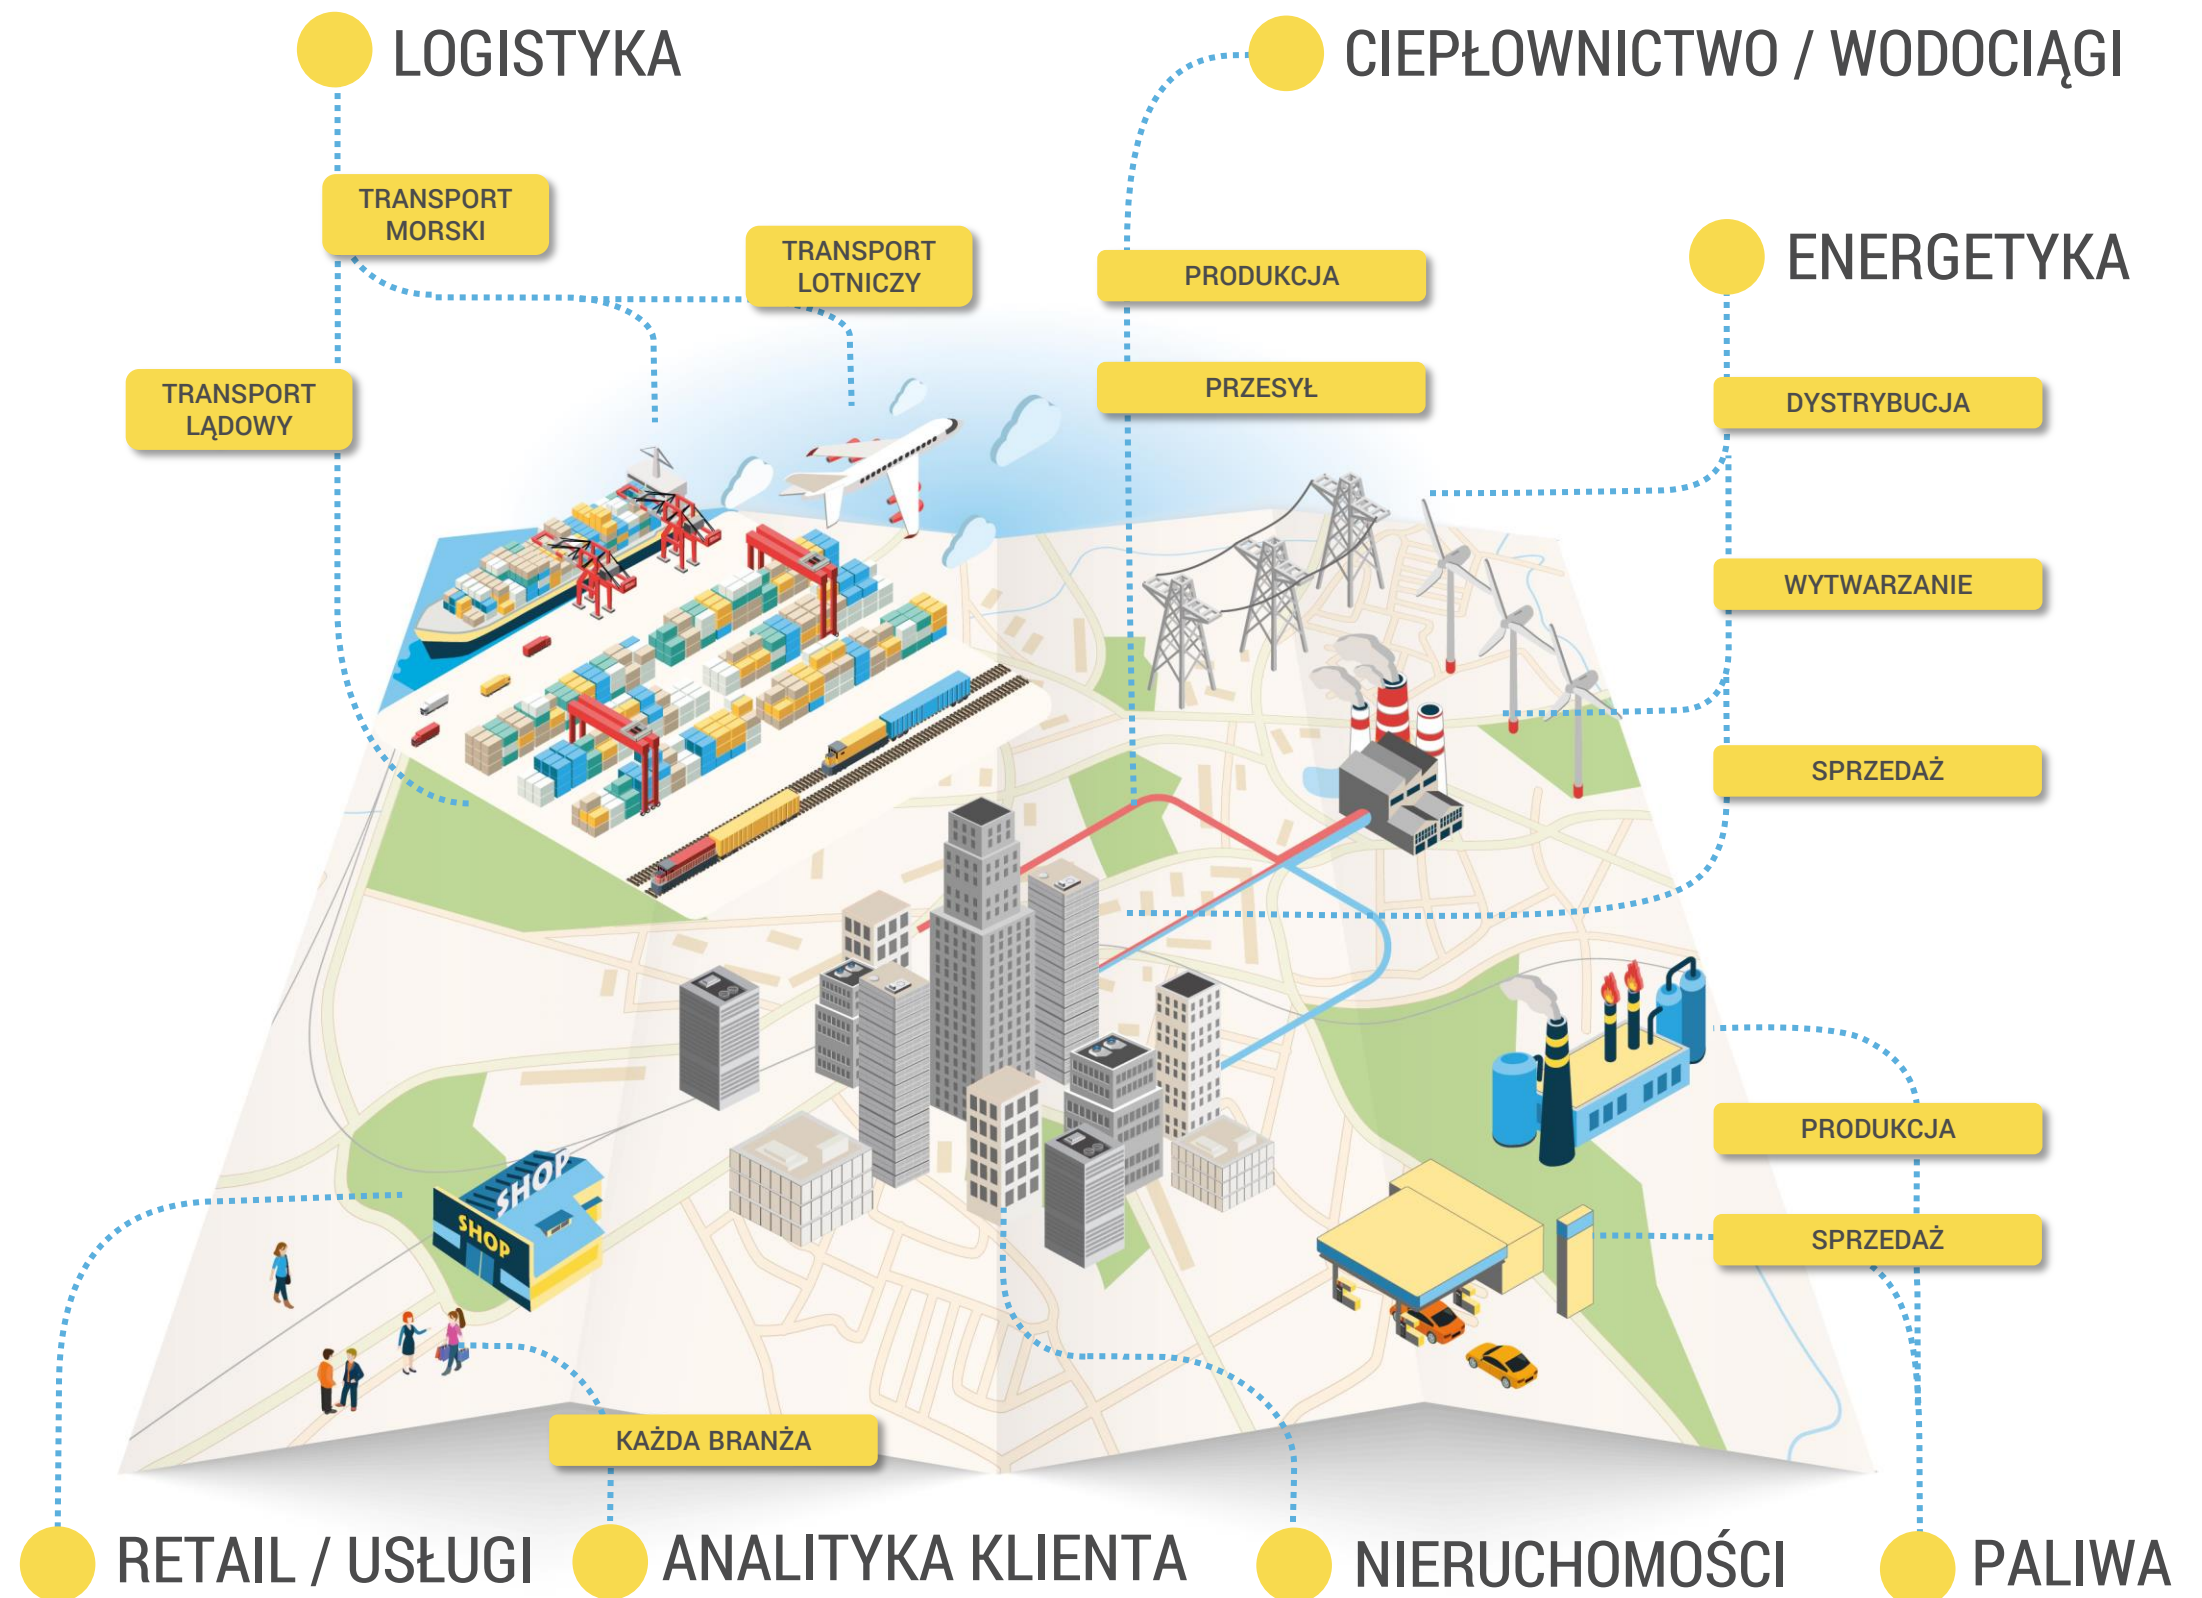 LOGISTYKA
CIEPŁOWNICTWO / WODOCIĄGI
TRANSPORT
MORSKI
TRANSPORT
LOTNICZY
PRODUKCJA
ENERGETYKA
TRANSPORT
LĄDOWY
PRZESYŁ
DYSTRYBUCJA
WYTWARZANIE
SPRZEDAŻ
PRODUKCJA
SHOP
SHOP
SPRZEDAŻ
KAŻDA BRANŻA
RETAIL / USŁUGI
ANALITYKA KLIENTA
NIERUCHOMOŚCI
PALIWA